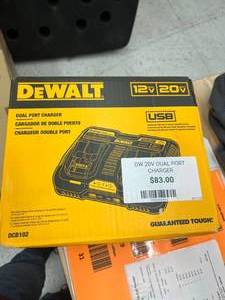 DEWALT
12V 20V
DUAL PORT CHARGER
CARGADOR DE DOBLE PUERTO
CHARGEUR DOUBLE PORT
USB
DW 20V DUAL PORT
CHARGER
$83.00
DCB102
GUARANTEED TOUGH